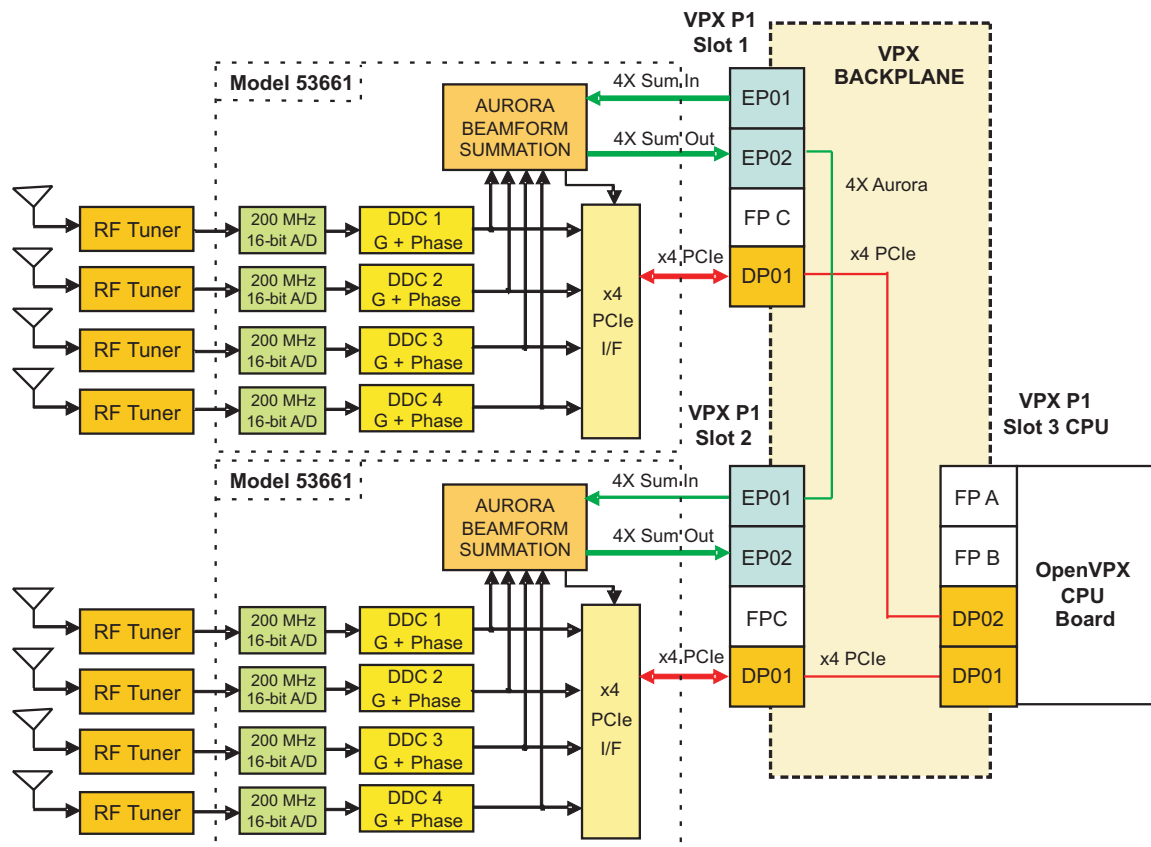 VPX P1
Slot 1
VPX
BACKPLANE
Model 53661
4X Sum In
EP01
AURORA
BEAMFORM
SUMMATION
4X Sum Out
EP02
4X Aurora
FP C
RF Tuner
200 MHz
16-bit A/D
DDC 1
G + Phase
x4 PCIe
DP01
x4 PCIe
RF Tuner
200 MHz
16-bit A/D
DDC 2
G + Phase
x4
PCIe
I/F
RF Tuner
200 MHz
16-bit A/D
DDC 3
G + Phase
RF Tuner
200 MHz
16-bit A/D
DDC 4
G + Phase
VPX P1
Slot 2
VPX P1
Slot 3 CPU
Model 53661
4X Sum In
EP01
FP A
AURORA
BEAMFORM
SUMMATION
4X Sum Out
EP02
FP B
OpenVPX
CPU
Board
RF Tuner
200 MHz
16-bit A/D
DDC 1
G + Phase
FPC
DP02
x4 PCIe
DP01
x4 PCIe
DP01
RF Tuner
200 MHz
16-bit A/D
DDC 2
G + Phase
x4
PCIe
I/F
RF Tuner
200 MHz
16-bit A/D
DDC 3
G + Phase
RF Tuner
200 MHz
16-bit A/D
DDC 4
G + Phase